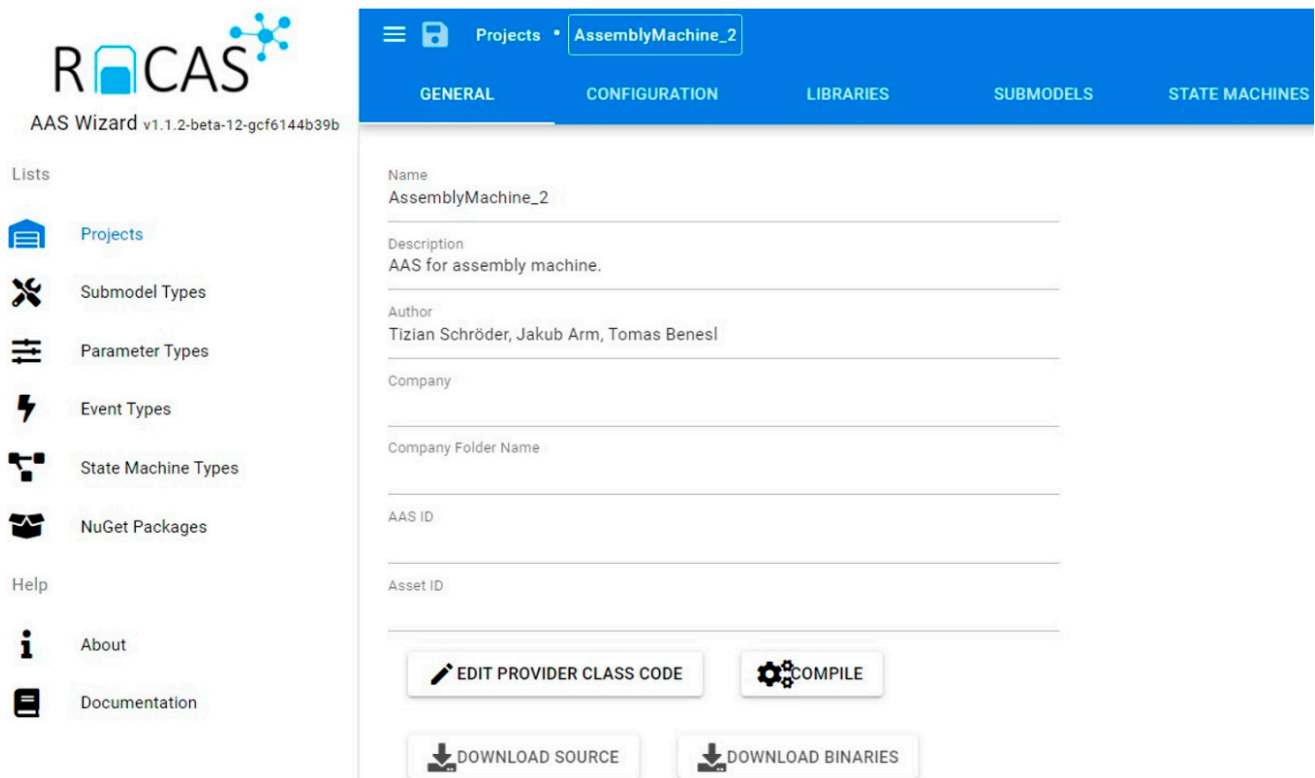 RACAS
AAS Wizard v1.1.2-beta-12-gcf6144b39b
Lists
Projects
Submodel Types
Parameter Types
Event Types
State Machine Types
NuGet Packages
Help
About
Documentation
Projects • AssemblyMachine_2
GENERAL CONFIGURATION LIBRARIES SUBMODELS STATE MACHINES
Name
AssemblyMachine_2
Description
AAS for assembly machine.
Author
Tizian Schröder, Jakub Arm, Tomas Benesl
Company
Company Folder Name
AAS ID
Asset ID
EDIT PROVIDER CLASS CODE COMPILE
DOWNLOAD SOURCE DOWNLOAD BINARIES